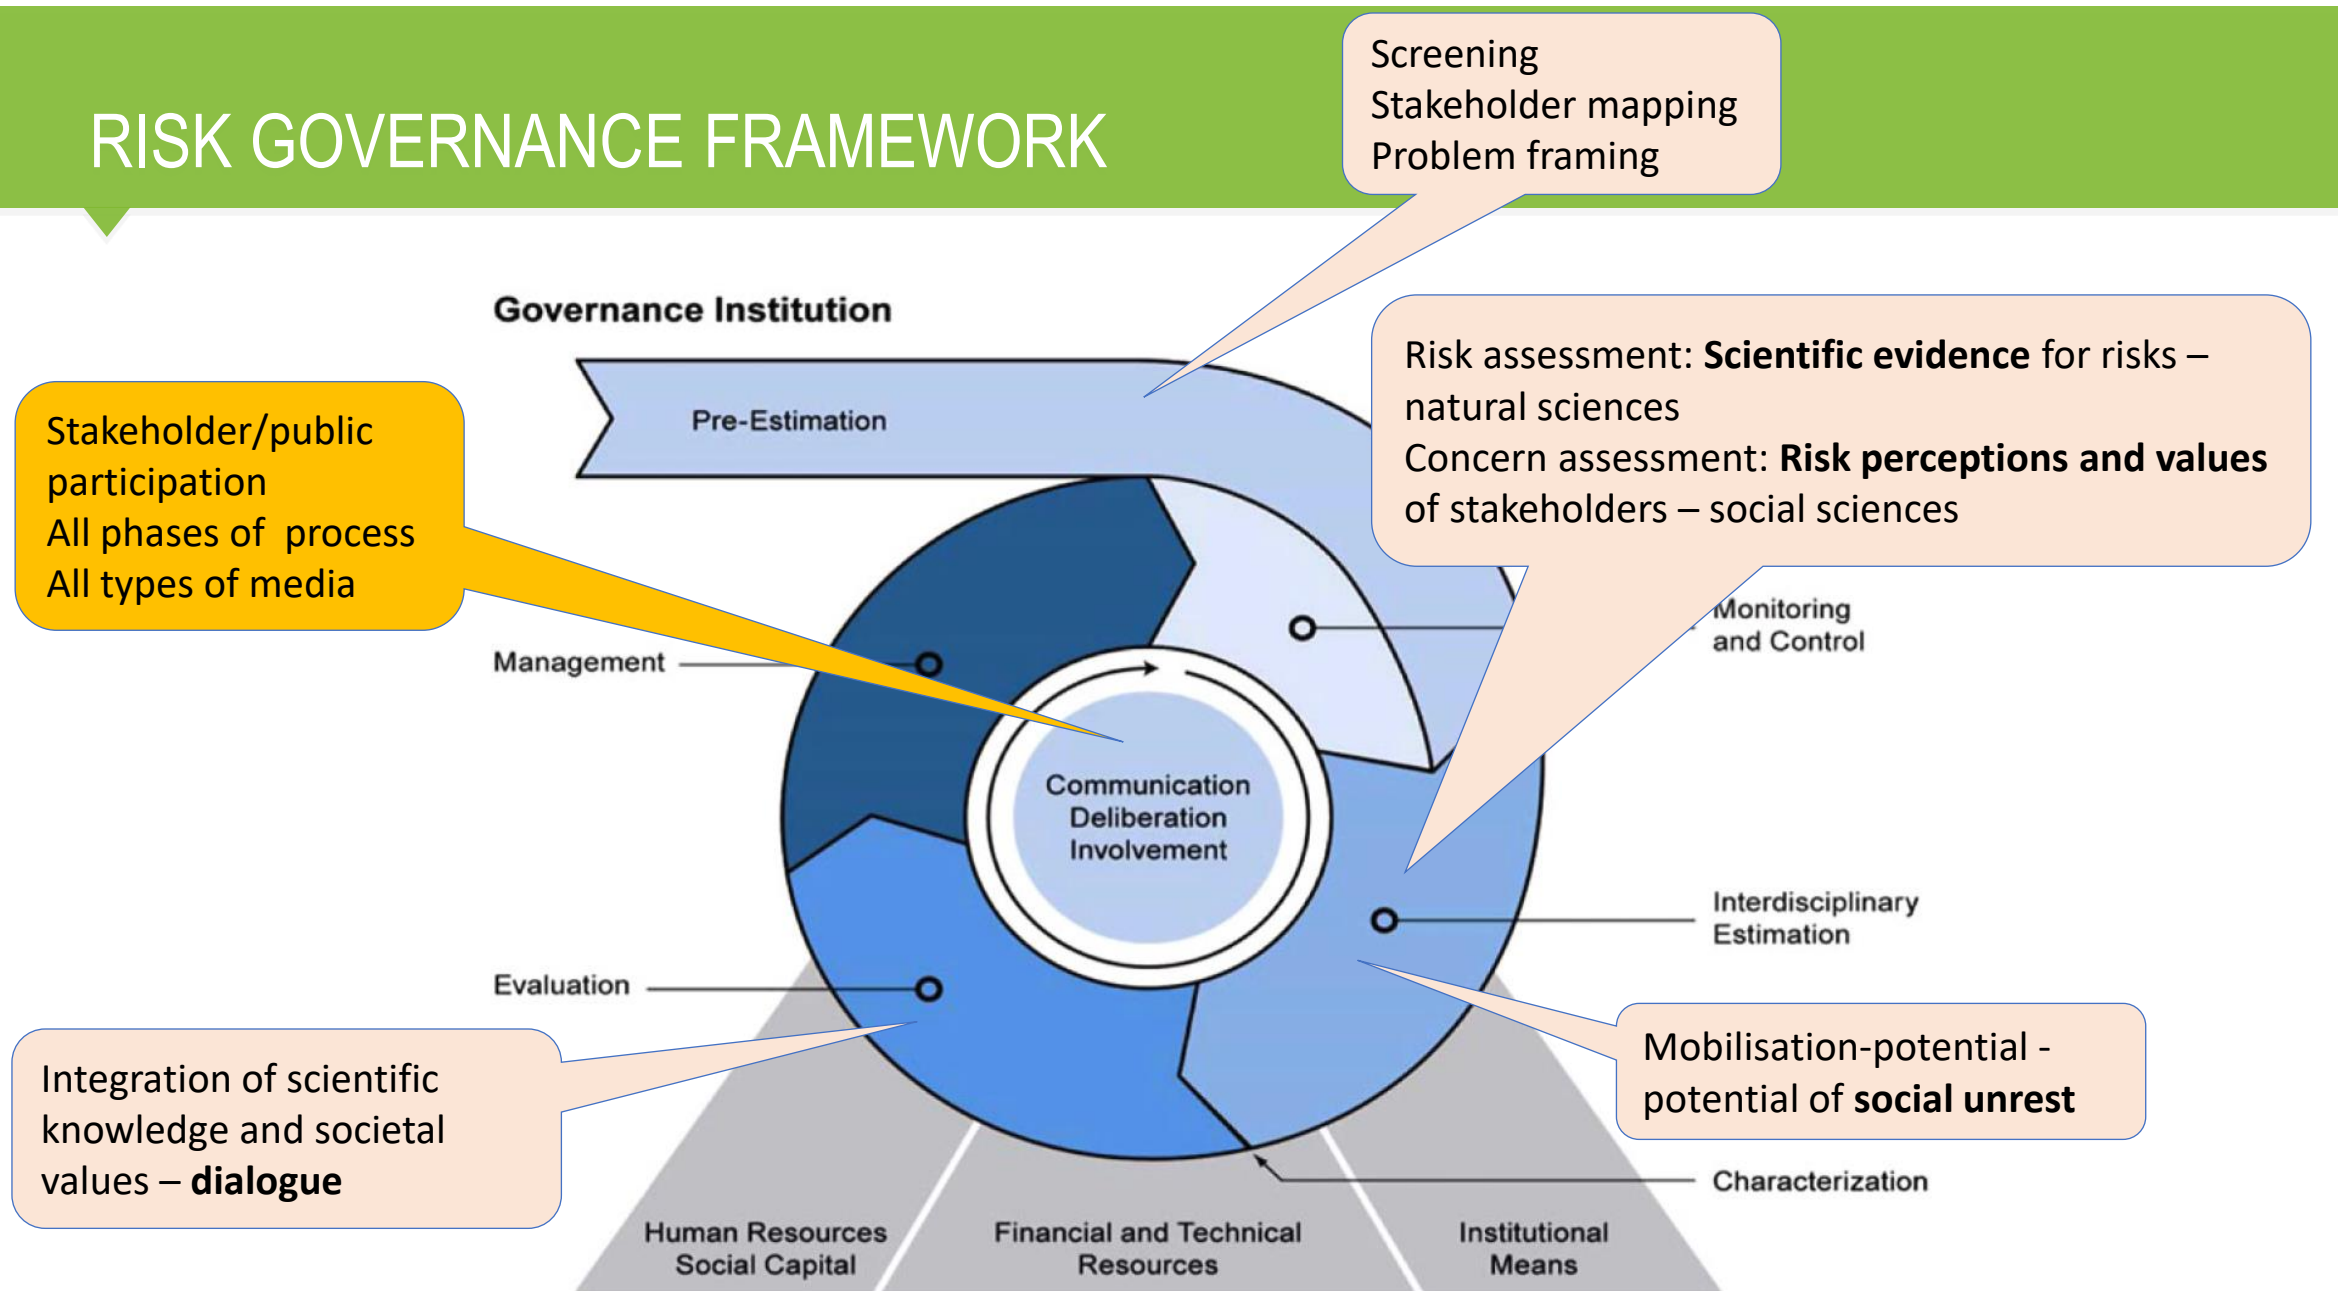 RISK GOVERNANCE FRAMEWORK
Screening
Stakeholder mapping
Problem framing
Governance Institution
Pre-Estimation
Risk assessment: Scientific evidence for risks –
natural sciences
Concern assessment: Risk perceptions and values
of stakeholders – social sciences
Stakeholder/public
participation
All phases of  process
All types of media
Monitoring
and Control
Management
Communication
Deliberation
Involvement
Interdisciplinary
Estimation
Evaluation
Mobilisation-potential -
potential of social unrest
Integration of scientific
knowledge and societal
values – dialogue
Characterization
Human Resources
Social Capital
Financial and Technical
Resources
Institutional
Means